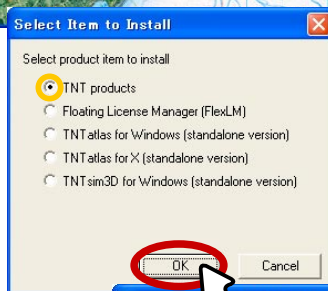 Select Item to Install
Select product item to install
TNT products
Floating License Manager (FlexLM)
TNTatlas for Windows (standalone version)
TNTatlas for X (standalone version)
TNTsim3D for Windows (standalone version)
OK
Cancel